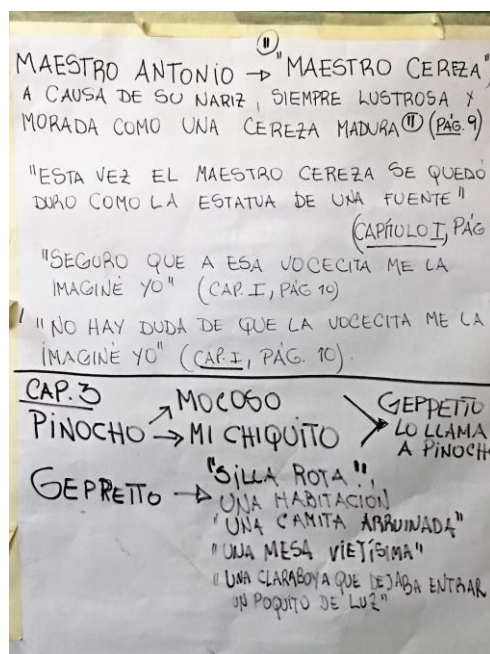 "
MAESTRO ANTONIO → "MAESTRO CEREZA",
A CAUSA DE SU NARIZ, SIEMPRE LUSTROSA Y
MORADA COMO UNA CEREZA MADURA" (PÁG. 9)
"ESTA VEZ EL MAESTRO CEREZA SE QUEDÓ
DURO COMO LA ESTATUA DE UNA FUENTE"
(CAPÍTULO I, PÁG
"SEGURO QUE A ESA VOCECITA ME LA
IMAGINÉ YO" (CAP. I, PÁG 10)
"NO HAY DUDA DE QUE LA VOCECITA ME LA
IMAGINÉ YO" (CAP. I, PÁG. 10).
CAP. 3
PINOCHO → MOCOSO
→ MI CHIQUITO
GEPPETTO
LO LLAMA
A PINOCH
GEPRETTO → "SILLA ROTA",
UNA HABITACIÓN
"UNA CAMITA ARRUINADA"
"UNA MESA VIETÍSIMA"
"UNA CLARABOYA QUE DEJABA ENTRAR
UN POQUITO DE LUZ"